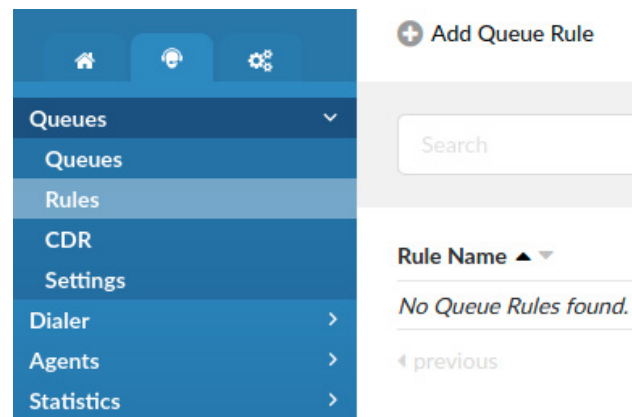 Add Queue Rule
Queues
Queues
Rules
CDR
Settings
Dialer
Agents
Statistics
Search
Rule Name
No Queue Rules found.
previous